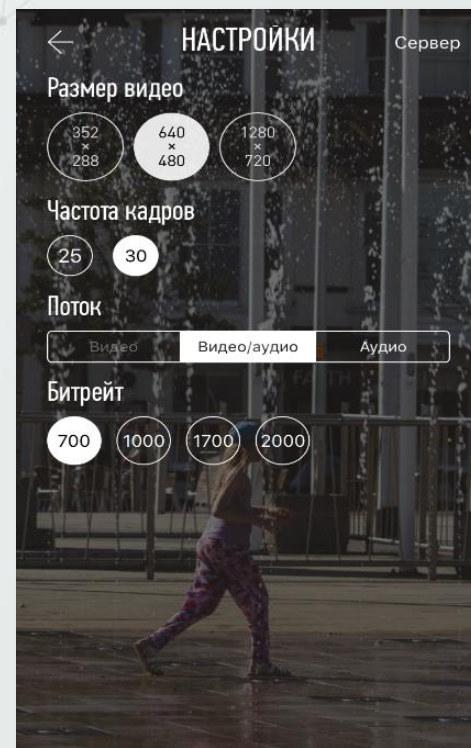 НАСТРОЙКИ
Сервер
Размер видео
352
×
288
640
×
480
1280
×
720
Частота кадров
25
30
Поток
Видео
Видео/аудио
Аудио
Битрейт
700
1000
1700
2000